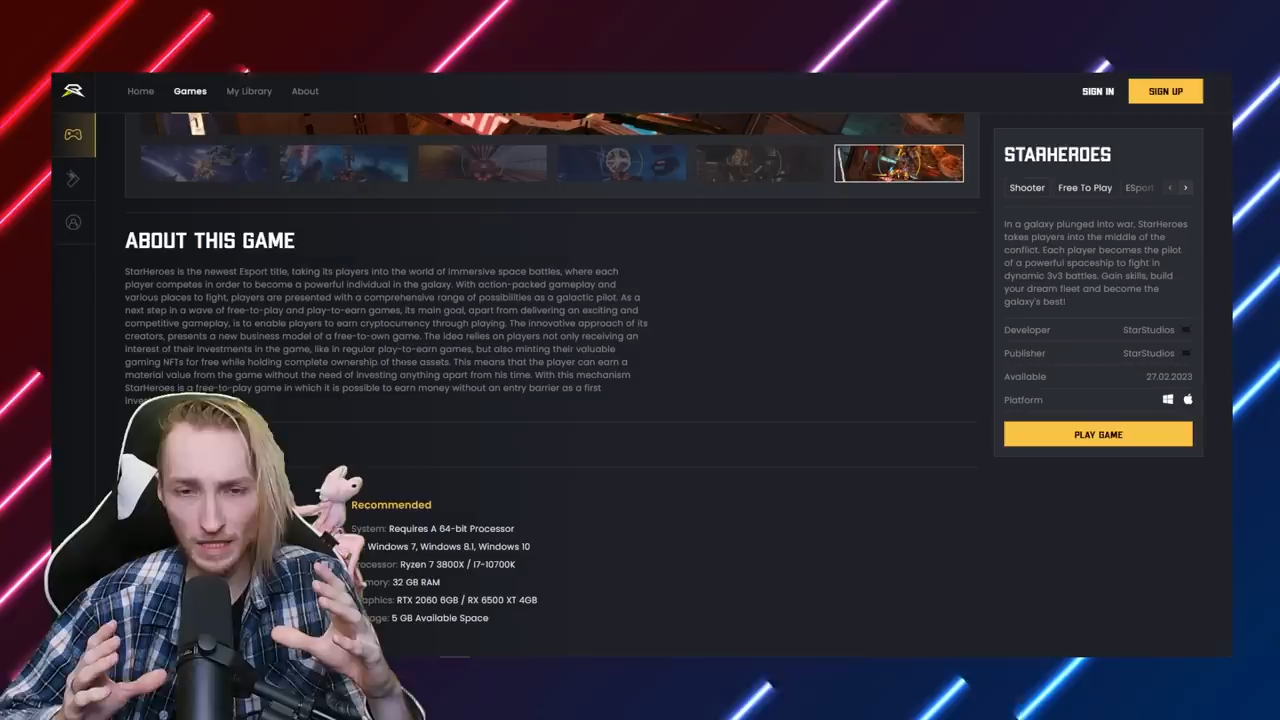 Home Games My Library About SIGN IN SIGN UP
STARHEROES
Shooter Free To Play ESport
In a galaxy plunged into war, StarHeroes
takes players into the middle of the
conflict. Each player becomes the pilot
of a powerful spaceship to fight in
dynamic 3v3 battles. Gain skills, build
your dream fleet and become the
galaxy's best!
Developer StarStudios
Publisher StarStudios
Available 27.02.2023
Platform
PLAY GAME
ABOUT THIS GAME
StarHeroes is the newest Esport title, taking its players into the world of immersive space battles, where each
player competes in order to become a powerful individual in the galaxy. With action-packed gameplay and
various places to fight, players are presented with a comprehensive range of possibilities as a galactic pilot. As a
next step in a wave of free-to-play and play-to-earn games, its main goal, apart from delivering an exciting and
competitive gameplay, is to enable players to earn cryptocurrency through playing. The innovative approach of its
creators, presents a new business model of a free-to-own game. The idea relies on players not only receiving an
interest of their investments in the game, like in regular play-to-earn games, but also minting their valuable
gaming NFTs for free while holding complete ownership of these assets. This means that the player can earn a
material value from the game without the need of investing anything apart from his time. With this mechanism
StarHeroes is a free-to-play game in which it is possible to earn money without an entry barrier as a first
Recommended
System: Requires A 64-bit Processor
Windows 7, Windows 8.1, Windows 10
rocessor: Ryzen 7 3800X / I7-10700K
mory: 32 GB RAM
aphics: RTX 2060 6GB / RX 6500 XT 4GB
age: 5 GB Available Space